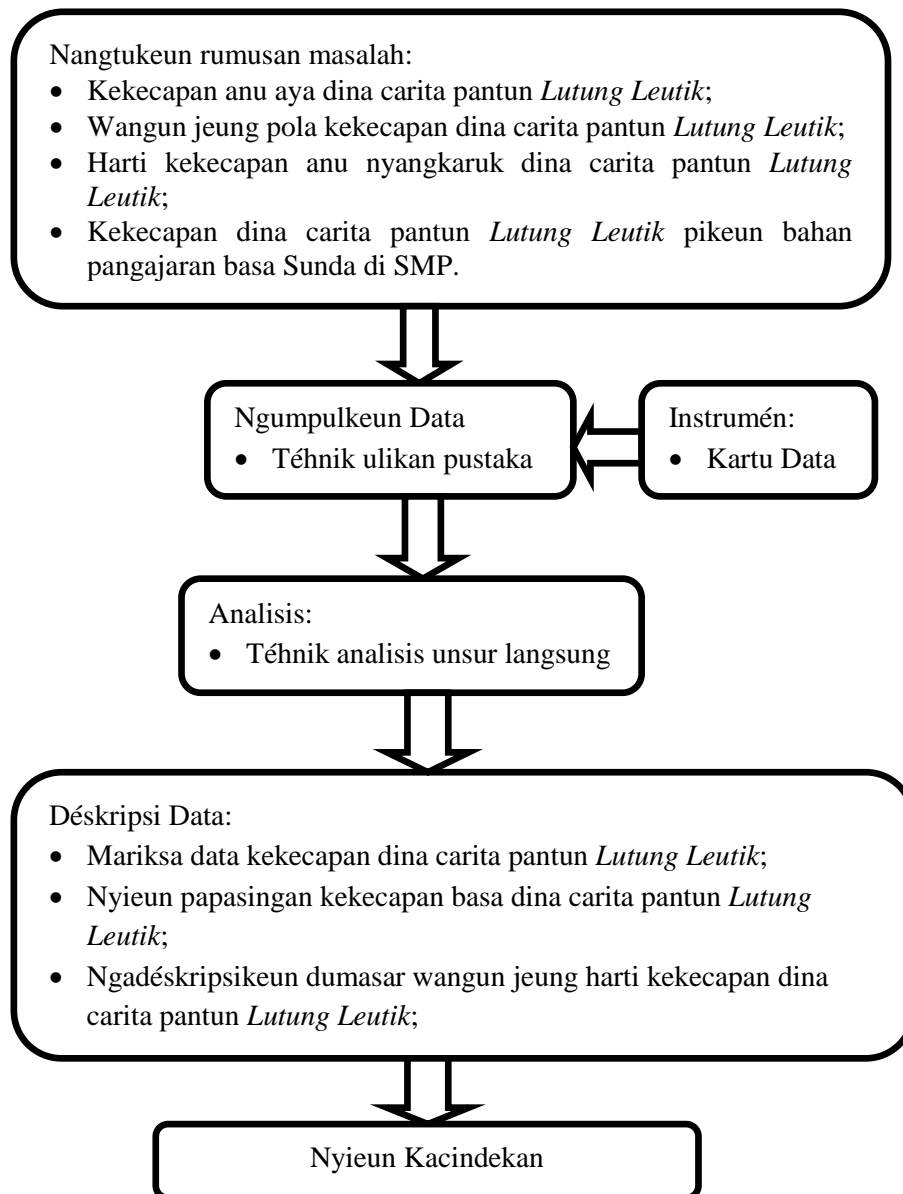 Nangtukeun rumusan masalah:
• Kekecapan anu aya dina carita pantun Lutung Leutik;
• Wangun jeung pola kekecapan dina carita pantun Lutung Leutik;
• Harti kekecapan anu nyangkaruk dina carita pantun Lutung
Leutik;
• Kekecapan dina carita pantun Lutung Leutik pikeun bahan
pangajaran basa Sunda di SMP.
Ngumpulkeun Data
• Téhnik ulikan pustaka
Instrumén:
• Kartu Data
Analisis:
• Téhnik analisis unsur langsung
Déskripsi Data:
• Mariksa data kekecapan dina carita pantun Lutung Leutik;
• Nyieun papasingan kekecapan basa dina carita pantun Lutung
Leutik;
• Ngadéskripsikeun dumasar wangun jeung harti kekecapan dina
carita pantun Lutung Leutik;
Nyieun Kacindekan